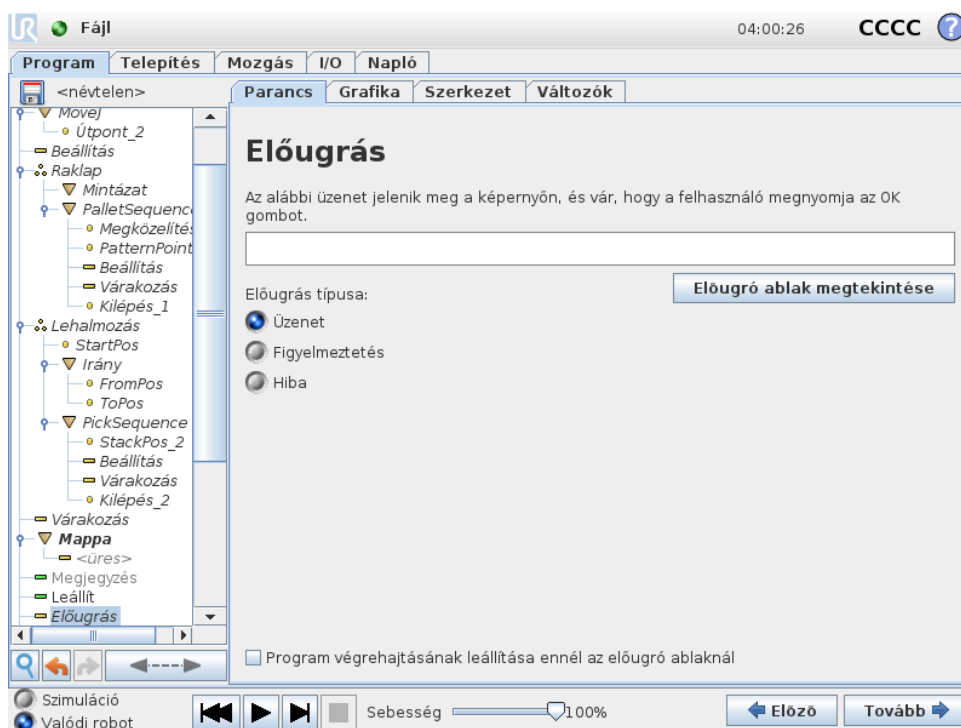 UR Fájl 04:00:26 CCCC ?
Program Telepítés Mozgás I/O Napló
<névtelen>
Parancs Grafika Szerkezet Változók
MoveJ
Útpont_2
Beállítás
Raklap
Mintázat
PalletSequenc
Megközelítés
PatternPoint
Beállítás
Várakozás
Kilépés_1
Lehalmozás
StartPos
Irány
FromPos
ToPos
PickSequence
StackPos_2
Beállítás
Várakozás
Kilépés_2
Várakozás
Mappa
<üres>
Megjegyzés
Leállít
Előugrás
Előugrás
Az alábbi üzenet jelenik meg a képernyőn, és vár, hogy a felhasználó megnyomja az OK
gombot.
Előugró ablak megtekintése
Előugrás típusa:
Üzenet
Figyelmeztetés
Hiba
Program végrehajtásának leállítása ennél az előugró ablaknál
Szimuláció
Valódi robot
Sebesség 100%
Előző
Tovább